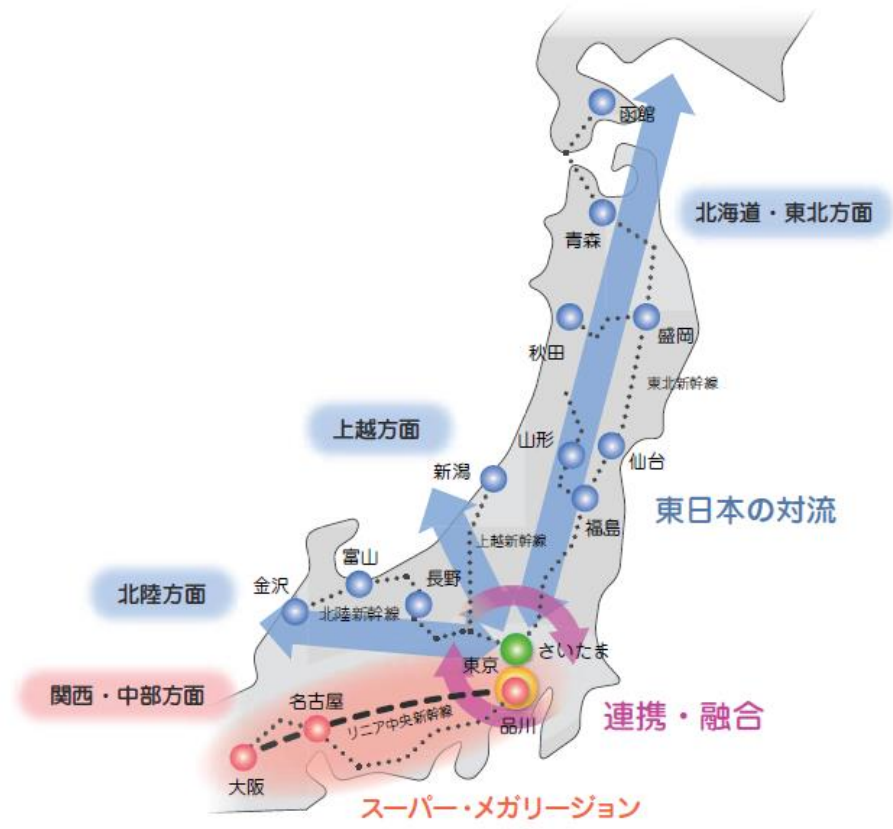 函館
北海道・東北方面
青森
秋田
盛岡
東北新幹線
上越方面
山形
仙台
新潟
福島
東日本の対流
上越新幹線
富山
長野
金沢
北陸方面
北陸新幹線
さいたま
東京
関西・中部方面
名古屋
リニア中央新幹線
品川
連携・融合
大阪
スーパー・メガリージョン